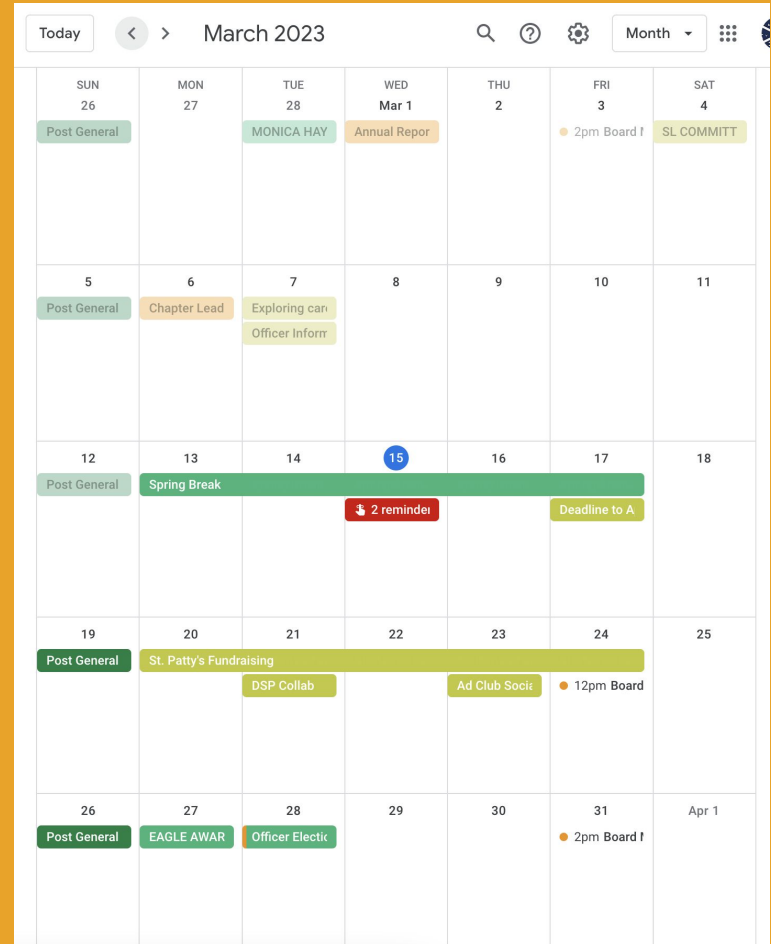 Today March 2023 Month
SUN MON TUE WED THU FRI SAT
26 27 28 Mar 1 2 3 4
Post General MONICA HAY Annual Repor 2pm Board SL COMMITT
5 6 7 8 9 10 11
Post General Chapter Lead Exploring
Officer Inform
12 13 14 15 16 17 18
Post General Spring Break
2 reminder Deadline to A
19 20 21 22 23 24 25
Post General St. Patty's Fundraising
DSP Collab Ad Club Socia 12pm Board
26 27 28 29 30 31 Apr 1
Post General EAGLE AWAR Officer Electic 2pm Board